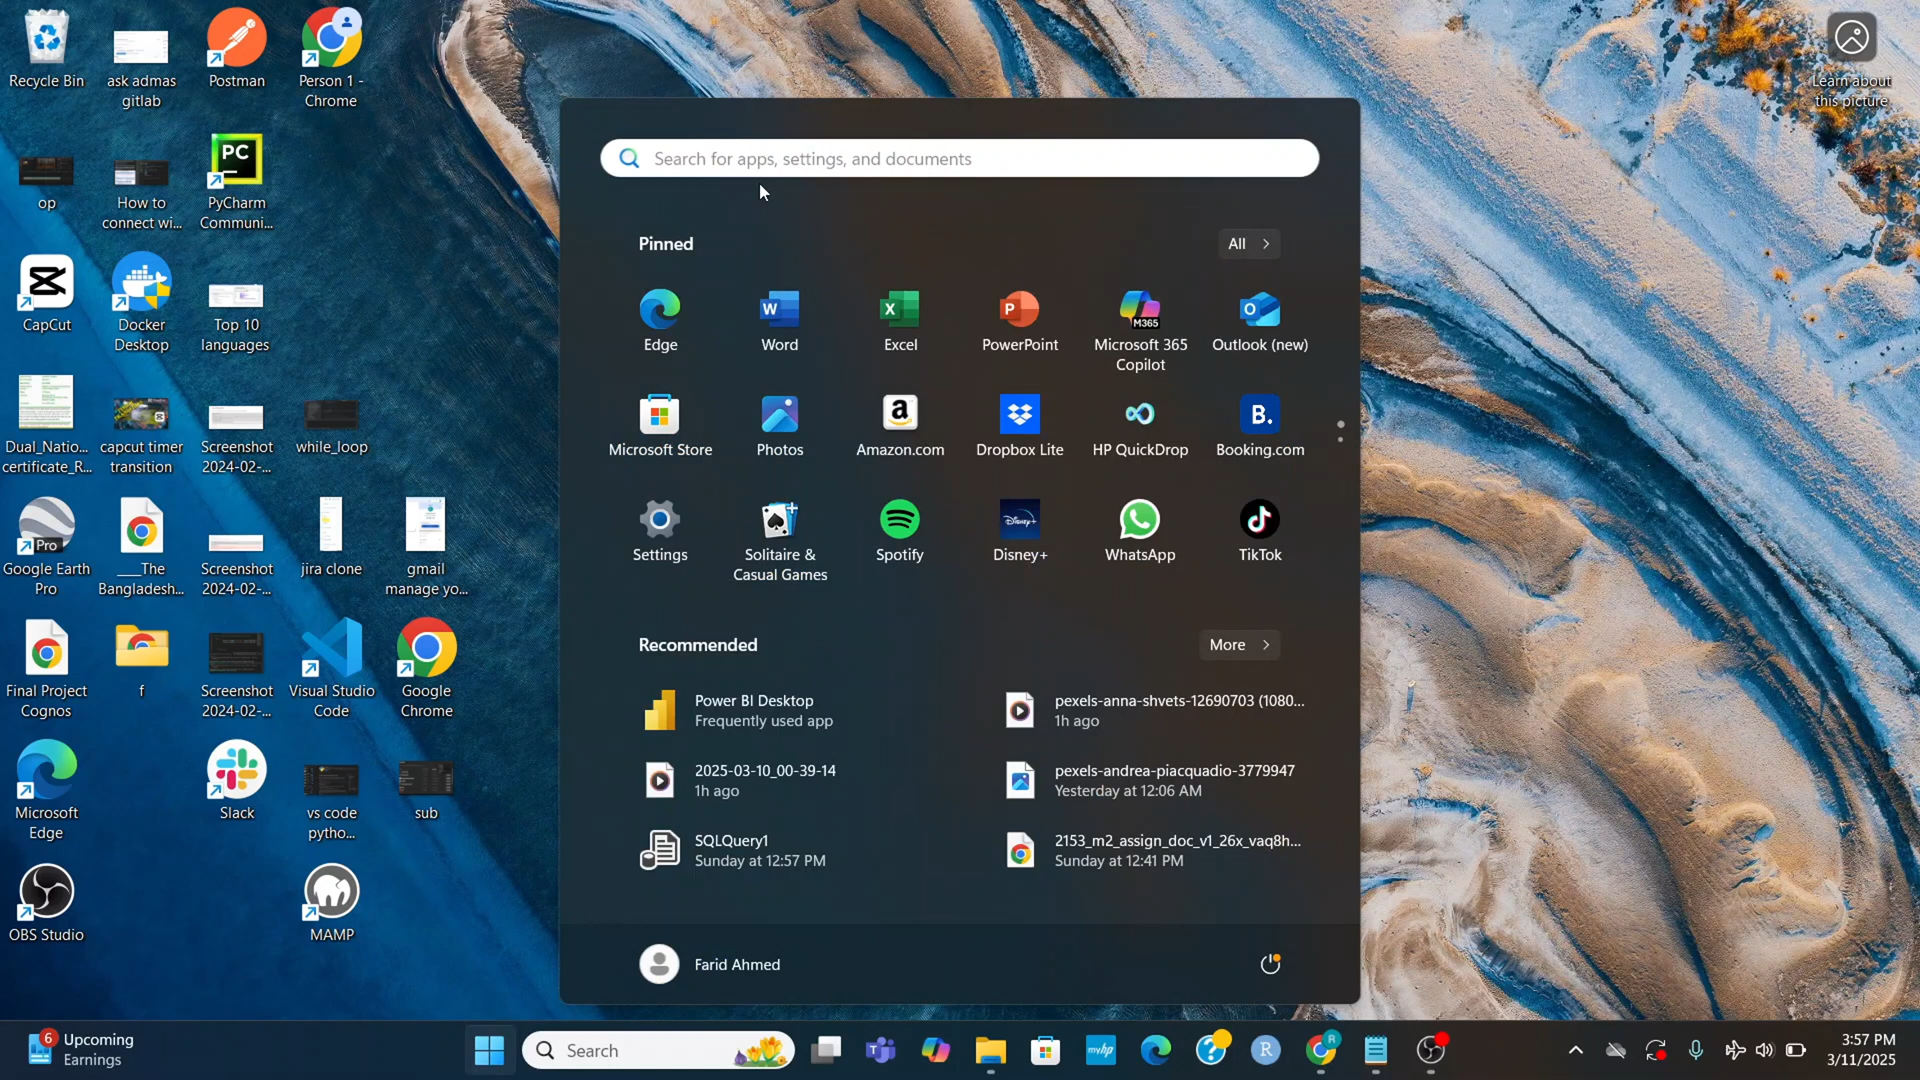 Recycle Bin
ask admas
gitlab
Postman
Person 1 -
Chrome
op
How to
connect wi...
PC
PyCharm
Communi...
CapCut
Docker
Desktop
Top 10
languages
Dual_Natio...
certificate_R...
capcut timer
transition
Screenshot
2024-02-...
while_loop
Pro
Google Earth
Pro
___The
Bangladesh...
Screenshot
2024-02-...
jira clone
gmail
manage yo...
Final Project
Cognos
f
Screenshot
2024-02-...
Visual Studio
Code
Google
Chrome
Microsoft
Edge
Slack
vs code
pytho...
sub
OBS Studio
MAMP
Learn about
this picture
Search for apps, settings, and documents
Pinned
All
Edge
Word
Excel
PowerPoint
M365
Microsoft 365
Copilot
Outlook (new)
Microsoft Store
Photos
Amazon.com
Dropbox Lite
HP QuickDrop
B.
Booking.com
Settings
Solitaire &
Casual Games
Spotify
Disney+
Disney+
WhatsApp
TikTok
Recommended
More
Power BI Desktop
Frequently used app
pexels-anna-shvets-12690703 (1080...
1h ago
2025-03-10_00-39-14
1h ago
pexels-andrea-piacquadio-3779947
Yesterday at 12:06 AM
SQLQuery1
Sunday at 12:57 PM
2153_m2_assign_doc_v1_26x_vaq8h...
Sunday at 12:41 PM
Farid Ahmed
6
Upcoming
Earnings
Search
myhp
R
R
3:57 PM
3/11/2025